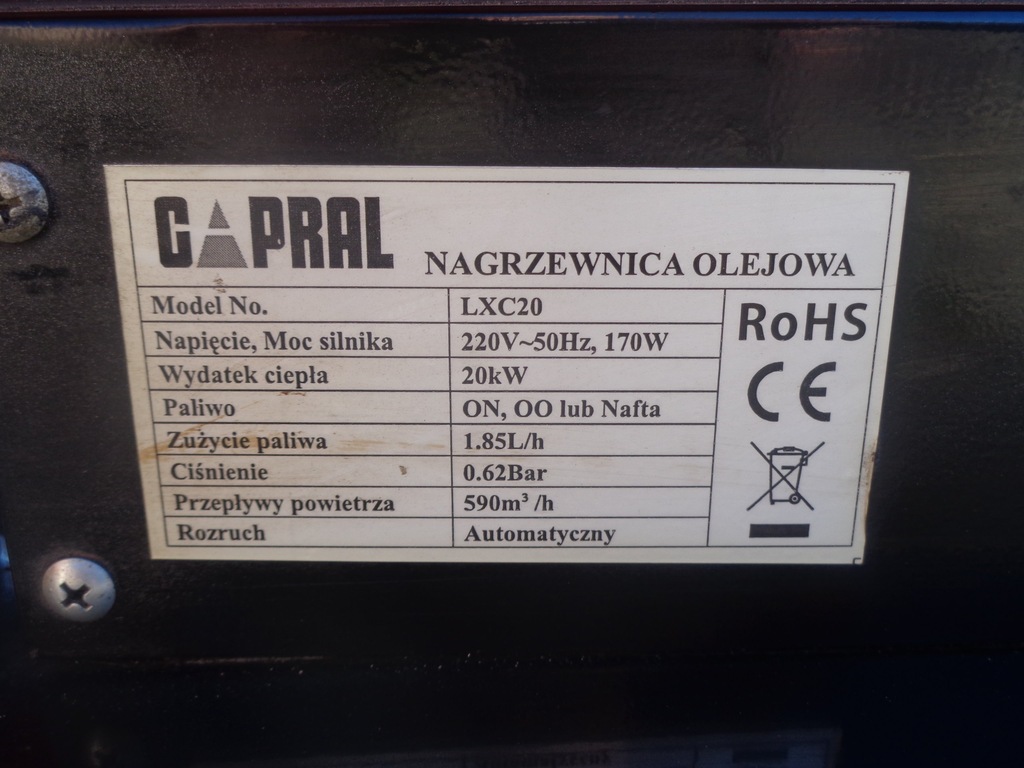 CAPRAL
NAGRZEWNICA OLEJOWA
Model No. LXC20
Napięcie, Moc silnika 220V~50Hz, 170W
Wydatek ciepła 20kW
Paliwo ON, OO lub Nafta
Zużycie paliwa 1.85L/h
Ciśnienie 0.62Bar
Przepływy powietrza 590m³ /h
Rozruch Automatyczny
RoHS
CE